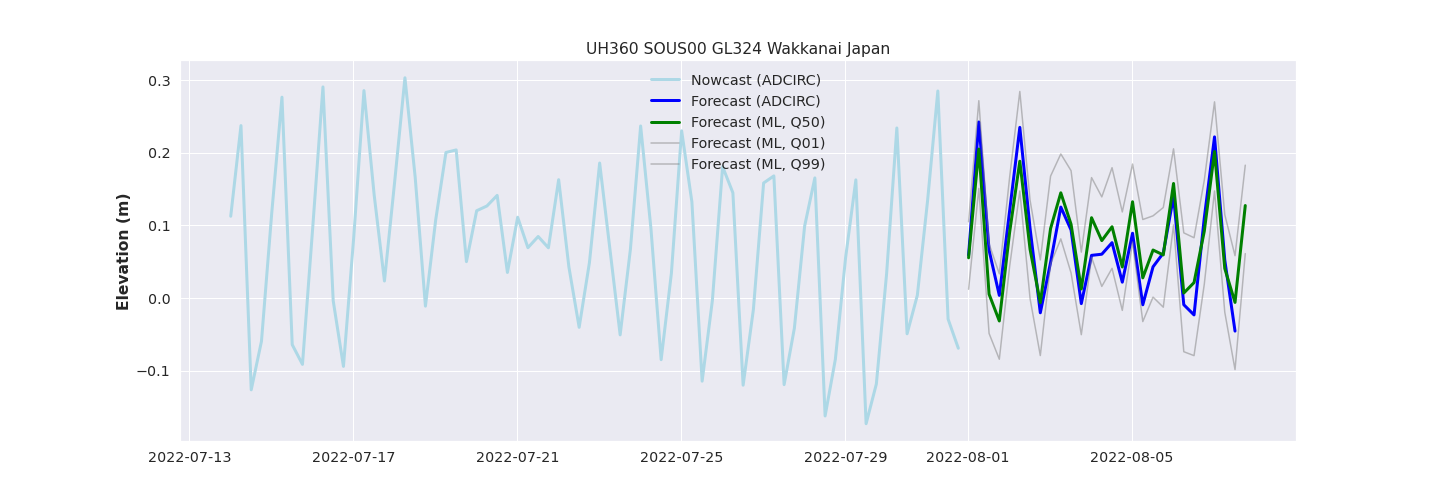 UH360 SOUS00 GL324 Wakkanai Japan
Nowcast (ADCIRC)
Forecast (ADCIRC)
Forecast (ML, Q50)
Forecast (ML, Q01)
Forecast (ML, Q99)
Elevation (m)
0.3
0.2
0.1
0.0
−0.1
2022-07-13
2022-07-17
2022-07-21
2022-07-25
2022-07-29
2022-08-01
2022-08-05